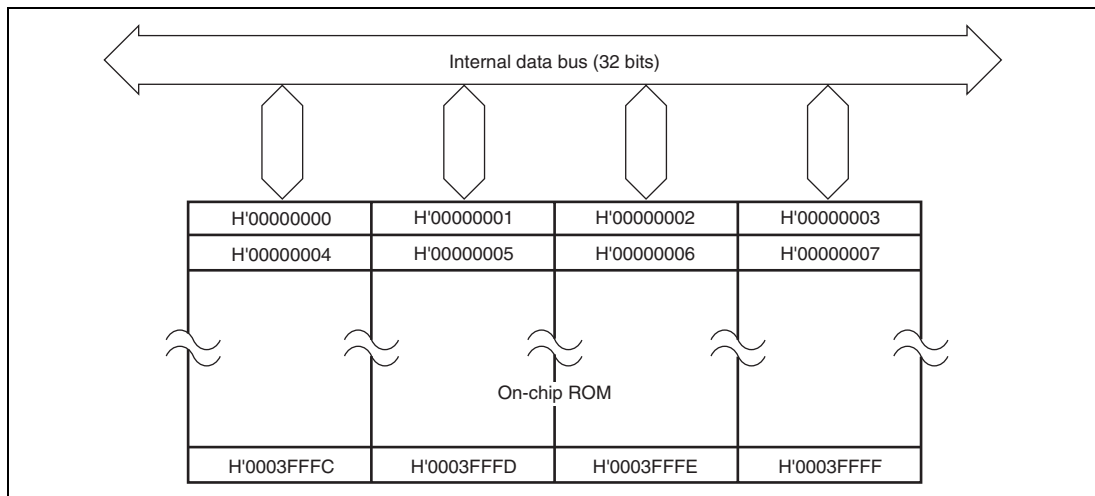 Internal data bus (32 bits)
H'00000000 H'00000001 H'00000002 H'00000003
H'00000004 H'00000005 H'00000006 H'00000007
On-chip ROM
H'0003FFFC H'0003FFFD H'0003FFFE H'0003FFFF